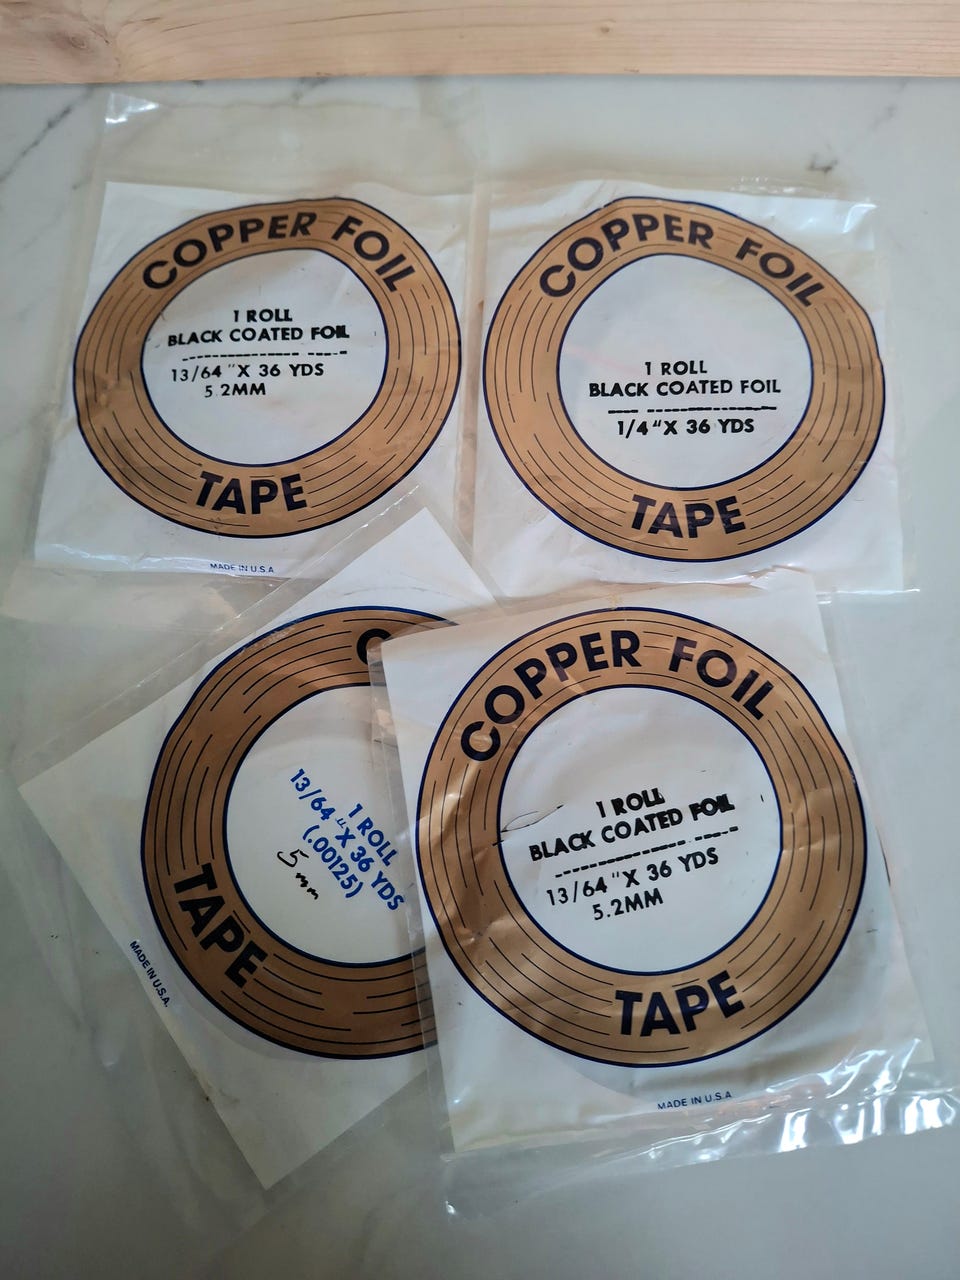 COPPER FOIL
1 ROLL
BLACK COATED FOIL
13/64 "X 36 YDS
5.2MM
TAPE
MADE IN U.S.A
COPPER FOIL
1 ROLL
BLACK COATED FOIL
1/4 "X 36 YDS
TAPE
C
1 ROLL
13/64 "X 36 YDS
(.00125)
5mm
TAPE
MADE IN U.S.A.
COPPER FOIL
1 ROLL
BLACK COATED FOIL
13/64 "X 36 YDS
5.2MM
TAPE
MADE IN U.S.A